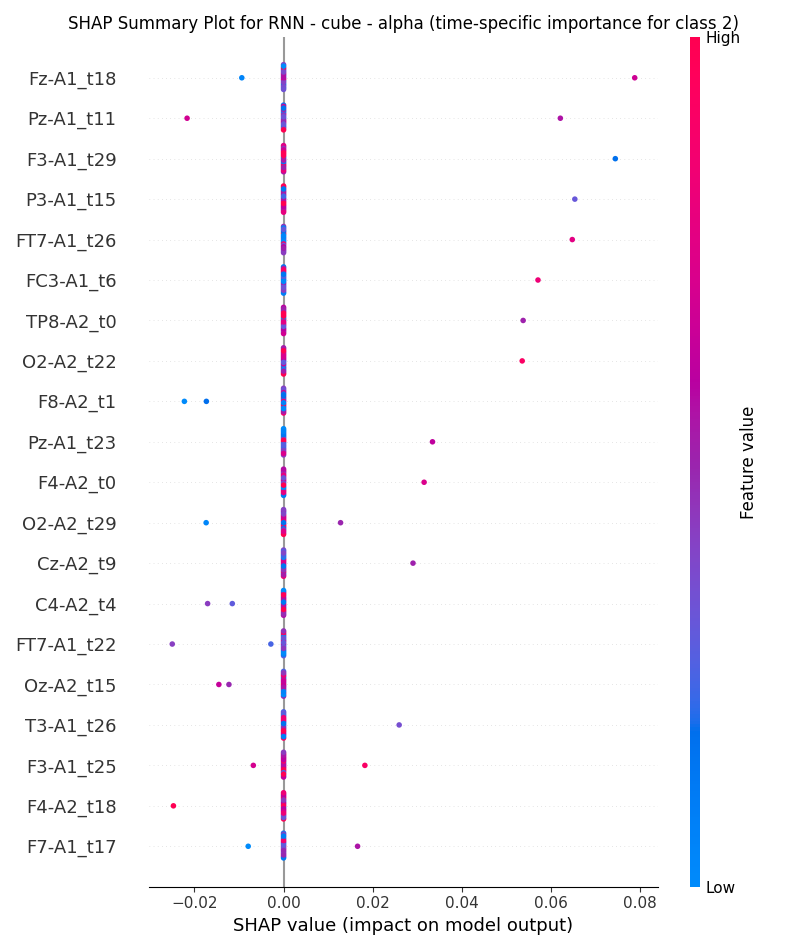 SHAP Summary Plot for RNN - cube - alpha (time-specific importance for class 2)
High
Fz-A1_t18
Pz-A1_t11
F3-A1_t29
P3-A1_t15
FT7-A1_t26
FC3-A1_t6
TP8-A2_t0
O2-A2_t22
F8-A2_t1
Pz-A1_t23
F4-A2_t0
O2-A2_t29
Cz-A2_t9
C4-A2_t4
FT7-A1_t22
Oz-A2_t15
T3-A1_t26
F3-A1_t25
F4-A2_t18
F7-A1_t17
Feature value
Low
−0.02 0.00 0.02 0.04 0.06 0.08
SHAP value (impact on model output)